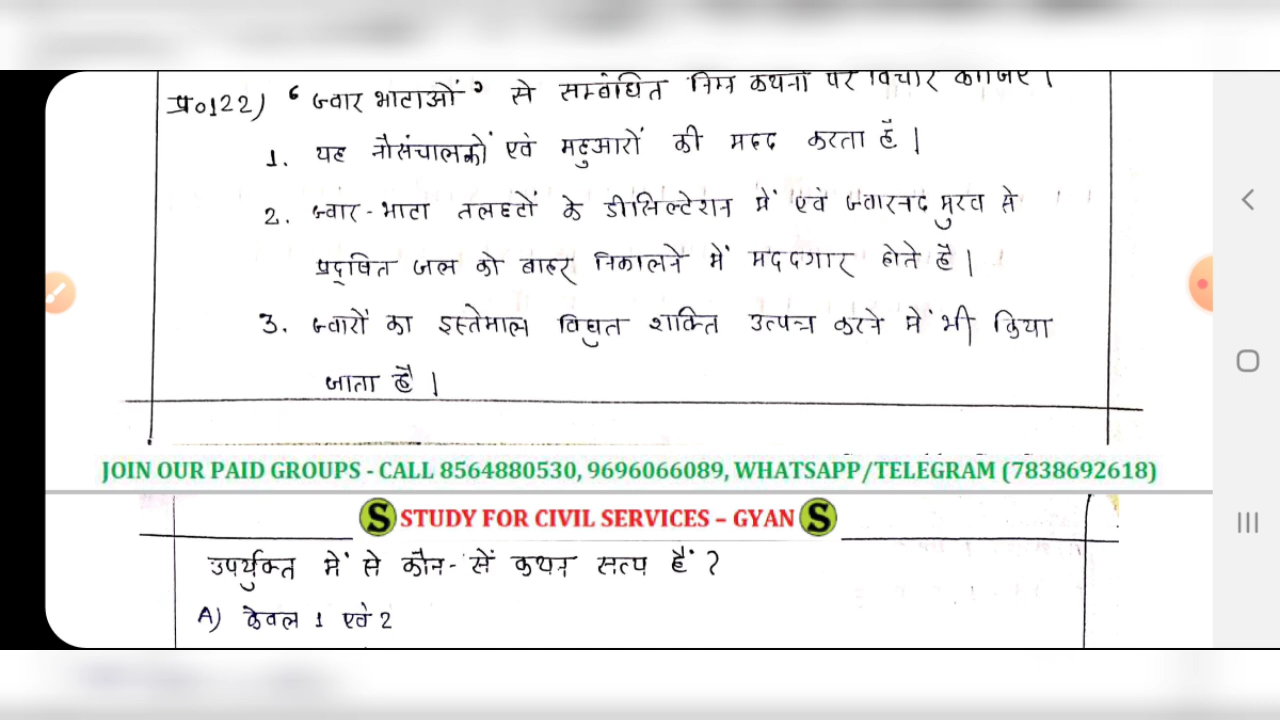 प्र०122) ‘ज्वार भाटाओं’ से सम्बंधित निम्न कथनों पर विचार कीजिए।
1. यह नौसंचालकों एवं महुआरों की मदद करता है।
2. ज्वार-भाटा तलछटों के डीसिल्टेशन में एवं ज्वारनद मुख से
प्रदूषित जल को बाहर निकालने में मददगार होते है।
3. ज्वारों का इस्तेमाल विद्युत शक्ति उत्पन्न करने में भी किया
जाता है।
JOIN OUR PAID GROUPS - CALL 8564880530, 9696066089, WHATSAPP/TELEGRAM (7838692618)
S STUDY FOR CIVIL SERVICES – GYAN S
उपर्युक्त में से कौन-सें कथन सत्य हैं?
A) केवल 1 एवं 2